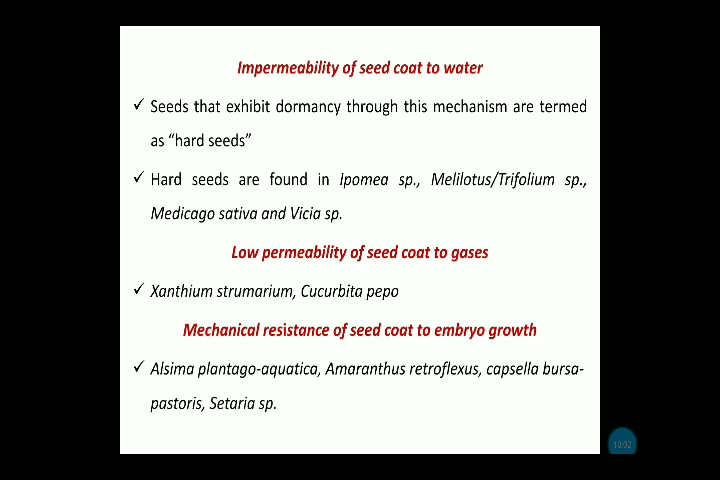 Impermeability of seed coat to water
✓ Seeds that exhibit dormancy through this mechanism are termed
as “hard seeds”
✓ Hard seeds are found in Ipomea sp., Melilotus/Trifolium sp.,
Medicago sativa and Vicia sp.
Low permeability of seed coat to gases
✓ Xanthium strumarium, Cucurbita pepo
Mechanical resistance of seed coat to embryo growth
✓ Alsima plantago-aquatica, Amaranthus retroflexus, capsella bursa-
pastoris, Setaria sp.
10:02